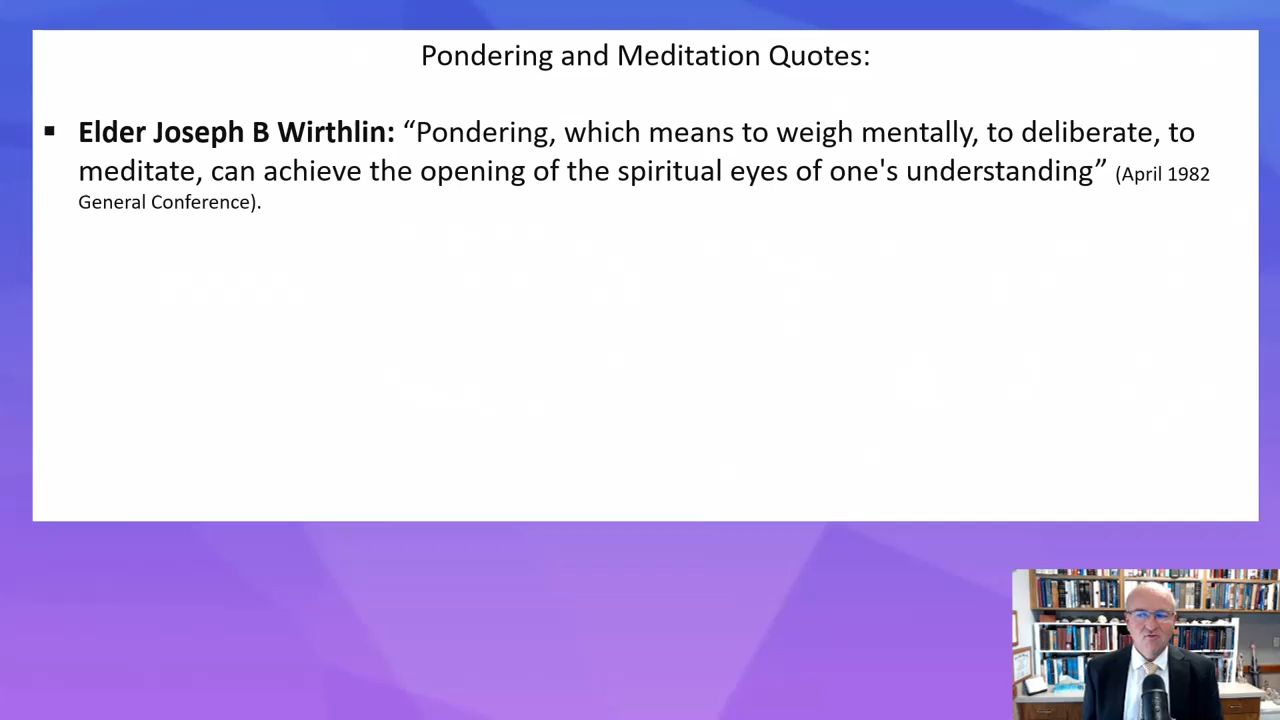 Pondering and Meditation Quotes:
▪ Elder Joseph B Wirthlin: “Pondering, which means to weigh mentally, to deliberate, to
meditate, can achieve the opening of the spiritual eyes of one's understanding” (April 1982
General Conference).